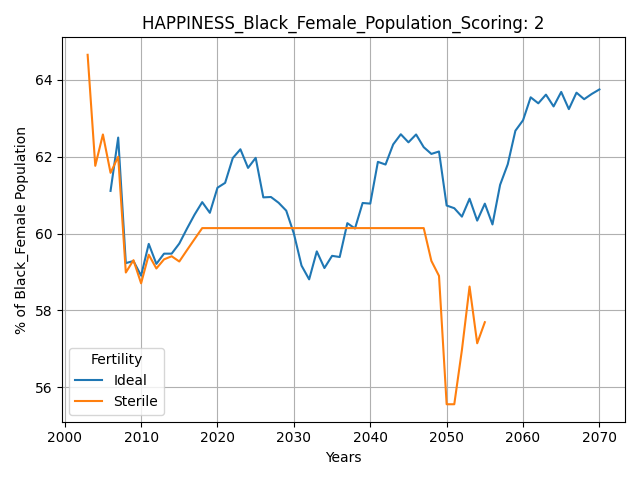 HAPPINESS_Black_Female_Population_Scoring: 2
% of Black_Female Population
64
62
60
58
56
Fertility
Ideal
Sterile
2000 2010 2020 2030 2040 2050 2060 2070
Years